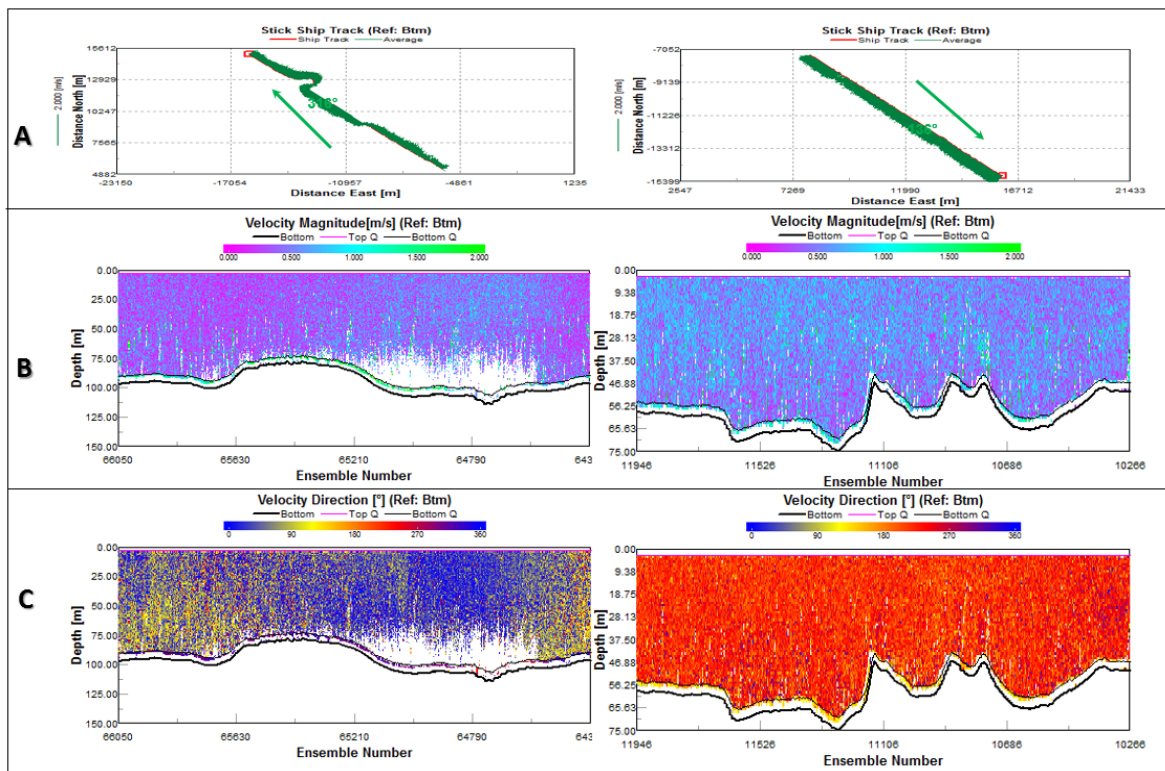 A
Stick Ship Track (Ref: Btm)
Ship Track Average
2.000 [m/s]
Distance North [m]
15612
12929
10247
7565
4882
-23150 -17054 -10957 -4861 1235
Distance East [m]
Stick Ship Track (Ref: Btm)
Ship Track Average
2.000 [m/s]
Distance North [m]
-7052
-9139
-11226
-13312
-15399
2547 7269 11990 16712 21433
Distance East [m]
B
Velocity Magnitude[m/s] (Ref: Btm)
Bottom Top Q Bottom Q
0.000 0.500 1.000 1.500 2.000
Depth [m]
0.00
25.00
50.00
75.00
100.00
125.00
150.00
66050 65630 65210 64790 643
Ensemble Number
Velocity Magnitude[m/s] (Ref: Btm)
Bottom Top Q Bottom Q
0.000 0.500 1.000 1.500 2.000
Depth [m]
0.00
9.38
18.75
28.13
37.50
46.88
56.25
65.63
75.00
11946 11526 11106 10686 10266
Ensemble Number
C
Velocity Direction [°] (Ref: Btm)
Bottom Top Q Bottom Q
0 90 180 270 360
Depth [m]
0.00
25.00
50.00
75.00
100.00
125.00
150.00
66050 65630 65210 64790 643
Ensemble Number
Velocity Direction [°] (Ref: Btm)
Bottom Top Q Bottom Q
0 90 180 270 360
Depth [m]
0.00
9.38
18.75
28.13
37.50
46.88
56.25
65.63
75.00
11946 11526 11106 10686 10266
Ensemble Number